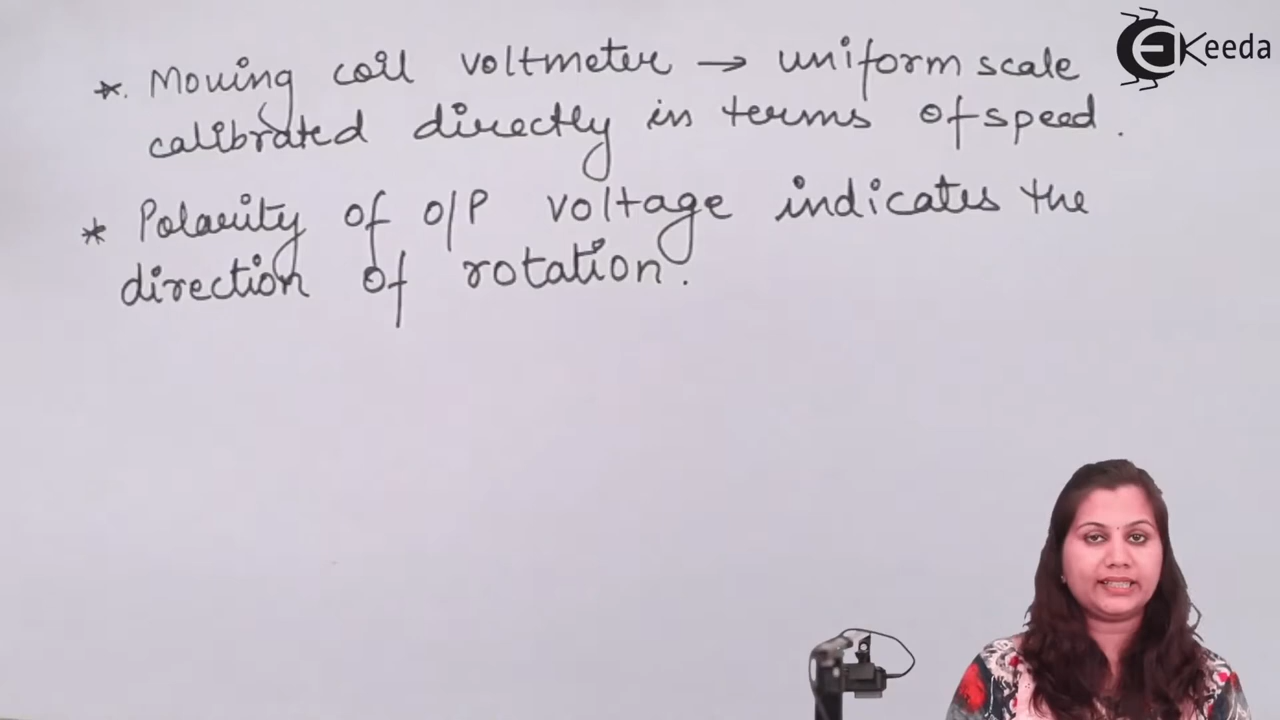 Ekeeda
*. Moving coil voltmeter → uniform scale
calibrated directly in terms of speed.
* Polarity of O/P voltage indicates the
direction of rotation.